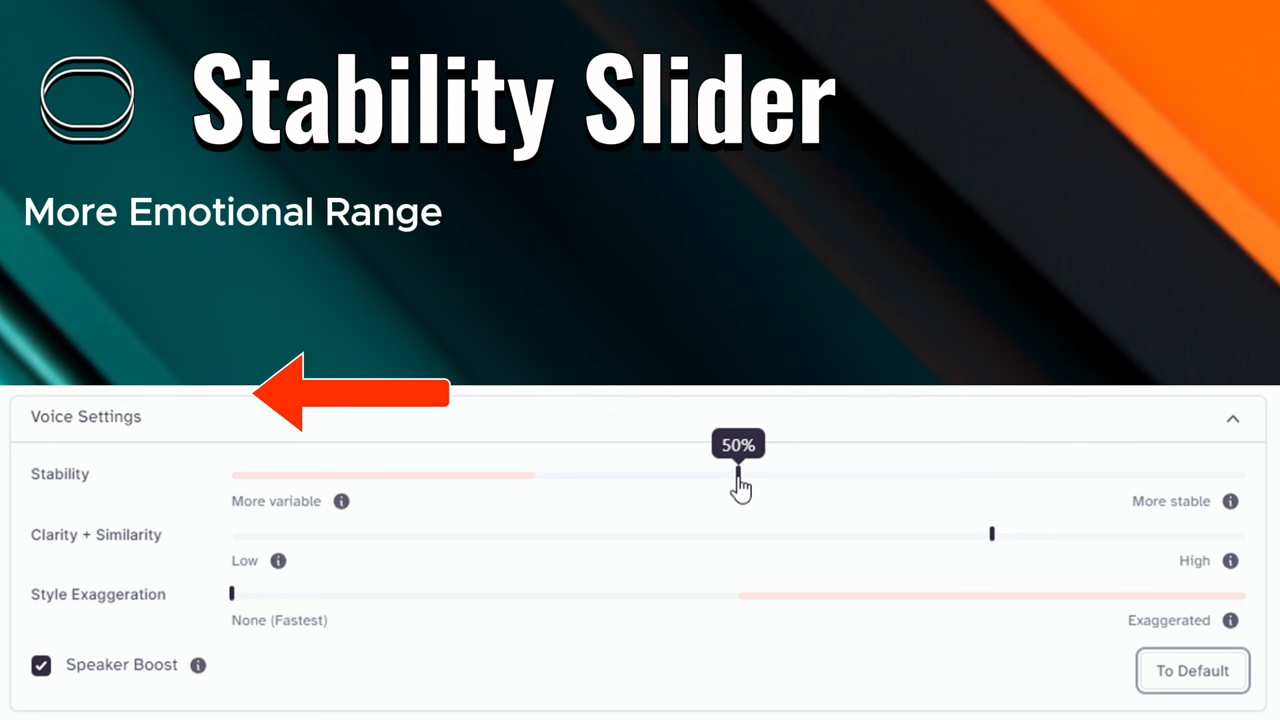 Stability Slider
More Emotional Range
Voice Settings
50%
Stability
More variable
More stable
Clarity + Similarity
Low
High
Style Exaggeration
None (Fastest)
Exaggerated
Speaker Boost
To Default